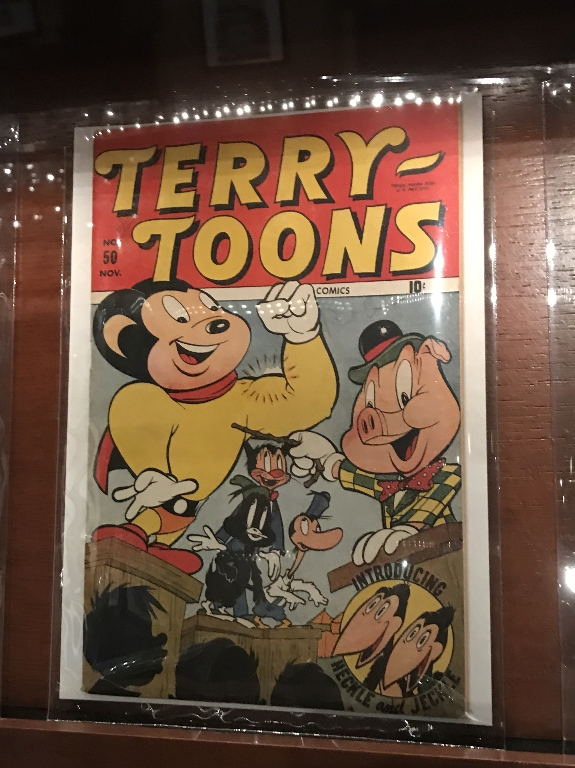 TERRY-
TOONS
NO.
50
NOV.
COMICS
10¢
INTRODUCING
HECKLE and JECKLE!